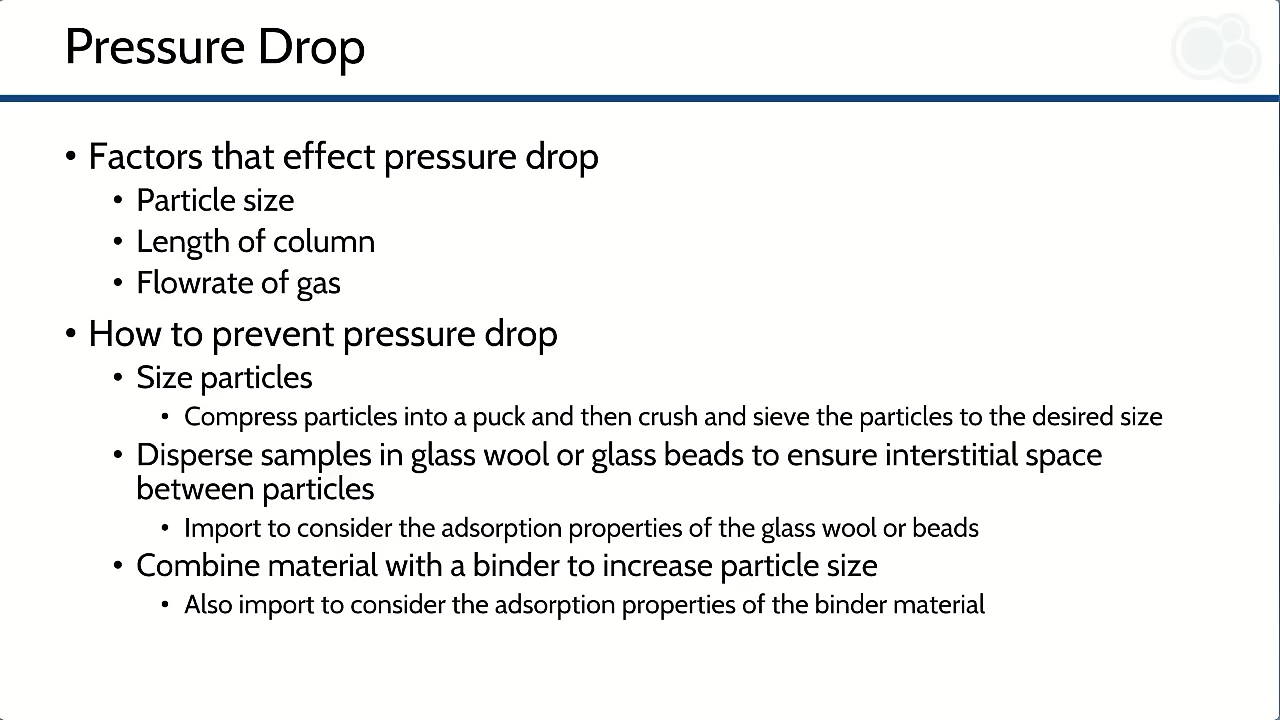 Pressure Drop
• Factors that effect pressure drop
• Particle size
• Length of column
• Flowrate of gas
• How to prevent pressure drop
• Size particles
• Compress particles into a puck and then crush and sieve the particles to the desired size
• Disperse samples in glass wool or glass beads to ensure interstitial space
between particles
• Import to consider the adsorption properties of the glass wool or beads
• Combine material with a binder to increase particle size
• Also import to consider the adsorption properties of the binder material